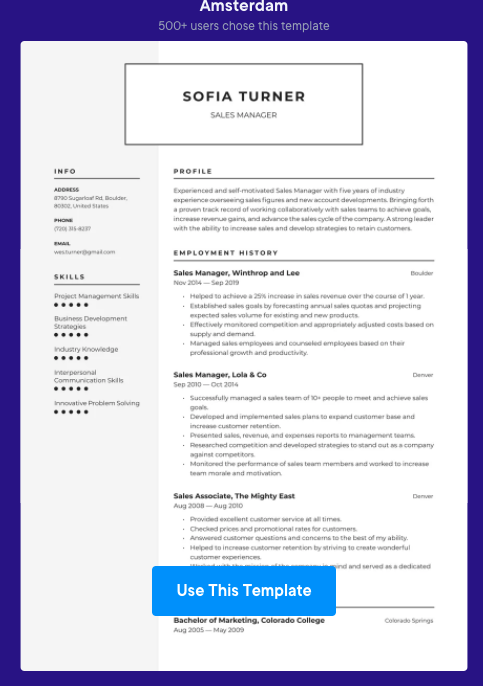 Amsterdam
500+ users chose this template
SOFIA TURNER
SALES MANAGER
INFO
ADDRESS
8790 Sugarloaf Rd, Boulder,
80302, United States
PHONE
(720) 315-8237
EMAIL
wes.turner@gmail.com
SKILLS
Project Management Skills
Business Development
Strategies
Industry Knowledge
Interpersonal
Communication Skills
Innovative Problem Solving
PROFILE
Experienced and self-motivated Sales Manager with five years of industry
experience overseeing sales figures and new account developments. Bringing forth
a proven track record of working collaboratively with sales teams to achieve goals,
increase revenue gains, and advance the sales cycle of the company. A strong leader
with the ability to increase sales and develop strategies to retain customers.
EMPLOYMENT HISTORY
Sales Manager, Winthrop and Lee Boulder
Nov 2014 — Sep 2019
• Helped to achieve a 25% increase in sales revenue over the course of 1 year.
• Established sales goals by forecasting annual sales quotas and projecting
expected sales volume for existing and new products.
• Effectively monitored competition and appropriately adjusted costs based on
supply and demand.
• Managed sales employees and counseled employees based on their
professional growth and productivity.
Sales Manager, Lola & Co Denver
Sep 2010 — Oct 2014
• Successfully managed a sales team of 10+ people to meet and achieve sales
goals.
• Developed and implemented sales plans to expand customer base and
increase customer retention.
• Presented sales, revenue, and expenses reports to management teams.
• Researched competition and developed strategies to stand out as a company
against competitors.
• Monitored the performance of sales team members and worked to increase
team morale and motivation.
Sales Associate, The Mighty East Denver
Aug 2008 — Aug 2010
• Provided excellent customer service at all times.
• Checked prices and promotional rates for customers.
• Answered customer questions and concerns to the best of my ability.
• Helped to increase customer retention by striving to create wonderful
customer experiences.
mind and served as a dedicated
Use This Template
Bachelor of Marketing, Colorado College Colorado Springs
Aug 2005 — May 2009